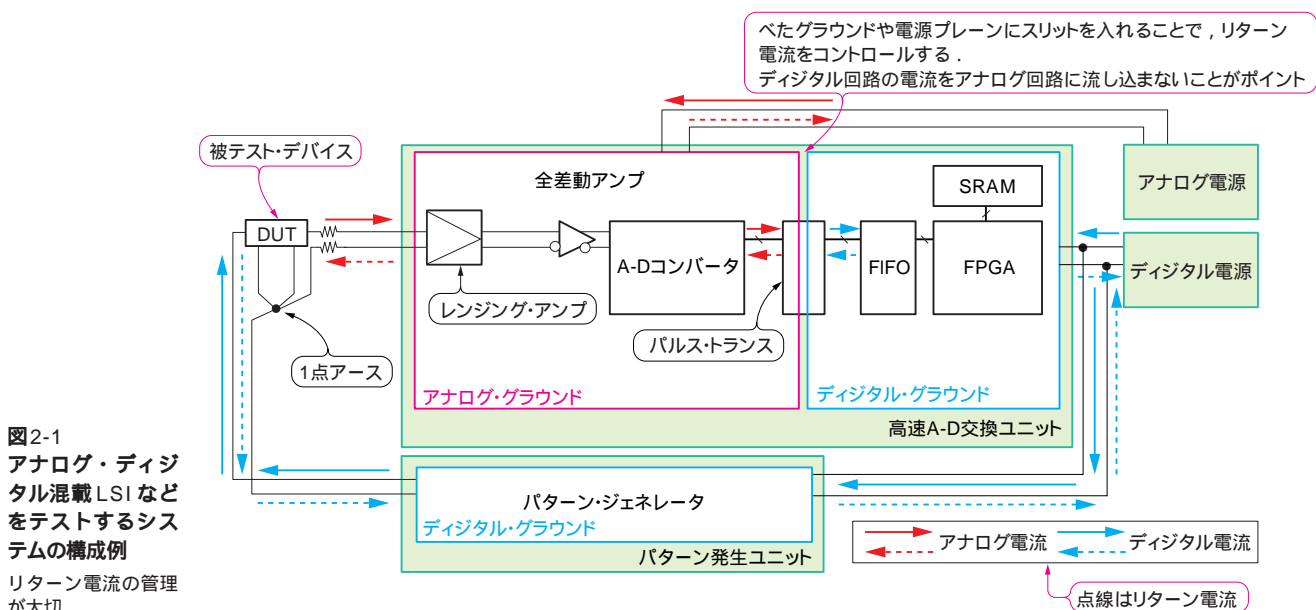 べたグラウンドや電源プレーンにスリットを入れることで，リターン
電流をコントロールする．
ディジタル回路の電流をアナログ回路に流し込まないことがポイント
被テスト・デバイス
全差動アンプ
SRAM
アナログ電源
DUT
A-Dコンバータ
FIFO
FPGA
ディジタル電源
レンジング・アンプ
パルス・トランス
1点アース
アナログ・グラウンド
ディジタル・グラウンド
高速A-D交換ユニット
パターン・ジェネレータ
ディジタル・グラウンド
パターン発生ユニット
アナログ電流
ディジタル電流
点線はリターン電流
図2-1
アナログ・ディジ
タル混載LSIなど
をテストするシス
テムの構成例
リターン電流の管理
が大切